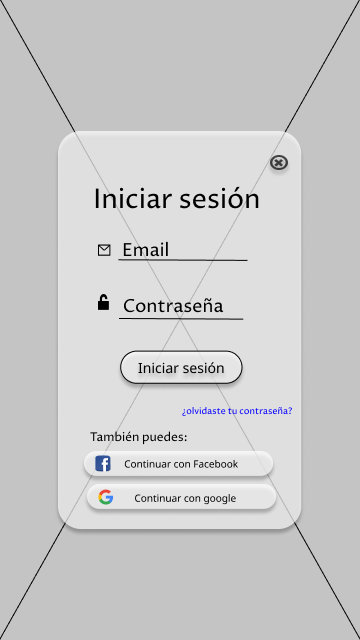 Iniciar sesión
Email
Contraseña
Iniciar sesión
¿olvidaste tu contraseña?
También puedes:
Continuar con Facebook
Continuar con google